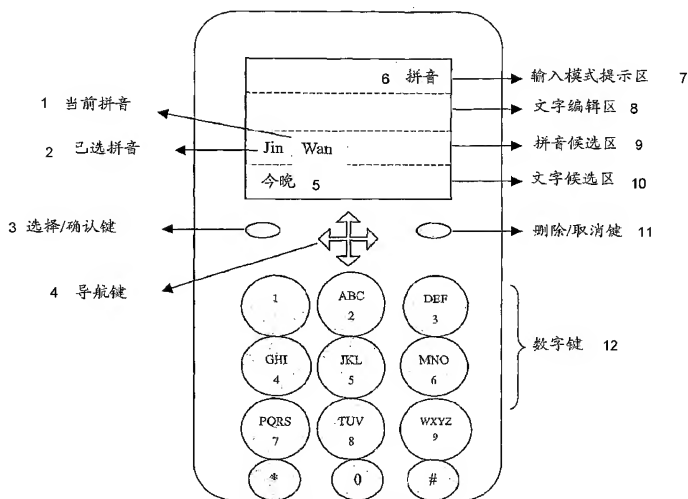 6 拼音
输入模式提示区 7
1 当前拼音
文字编辑区 8
2 已选拼音
Jin Wan
拼音候选区 9
今晚 5
文字候选区 10
3 选择/确认键
删除/取消键 11
4 导航键
1
ABC
2
DEF
3
GHI
4
JKL
5
MNO
6
数字键 12
PQRS
7
TUV
8
WXYZ
9
*
0
#